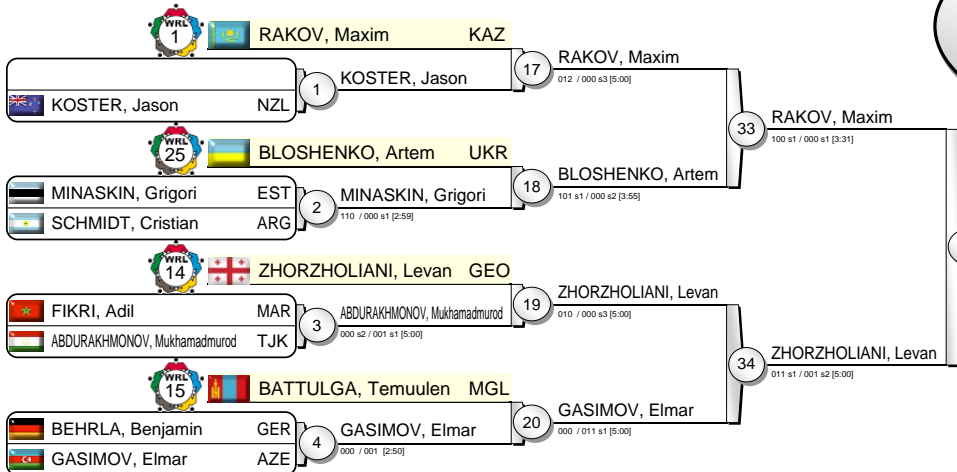 WRL
1
RAKOV, Maxim KAZ
KOSTER, Jason NZL
1
KOSTER, Jason
17
RAKOV, Maxim
012 / 000 s3 [5:00]
WRL
25
BLOSHENKO, Artem UKR
MINASKIN, Grigori EST
SCHMIDT, Cristian ARG
2
MINASKIN, Grigori
110 / 000 s1 [2:59]
18
BLOSHENKO, Artem
101 s1 / 000 s2 [3:55]
33
RAKOV, Maxim
100 s1 / 000 s1 [3:31]
WRL
14
ZHORZHOLIANI, Levan GEO
FIKRI, Adil MAR
ABDURAKHMONOV, Mukhamadmurod TJK
3
ABDURAKHMONOV, Mukhamadmurod
000 s2 / 001 s1 [5:00]
19
ZHORZHOLIANI, Levan
010 / 000 s3 [5:00]
WRL
15
BATTULGA, Temuulen MGL
BEHRLA, Benjamin GER
GASIMOV, Elmar AZE
4
GASIMOV, Elmar
000 / 001 [2:50]
20
GASIMOV, Elmar
000 / 011 s1 [5:00]
34
ZHORZHOLIANI, Levan
011 s1 / 001 s2 [5:00]